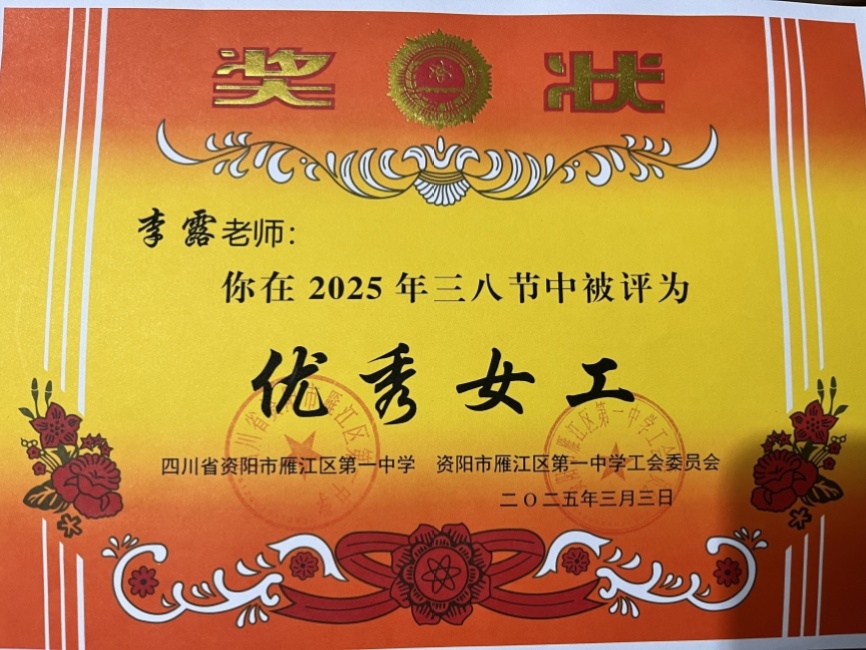 奖 状
李露老师：
你在 2025 年三八节中被评为
优秀女工
四川省资阳市雁江区第一中学 资阳市雁江区第一中学工会委员会
二〇二五年三月三日